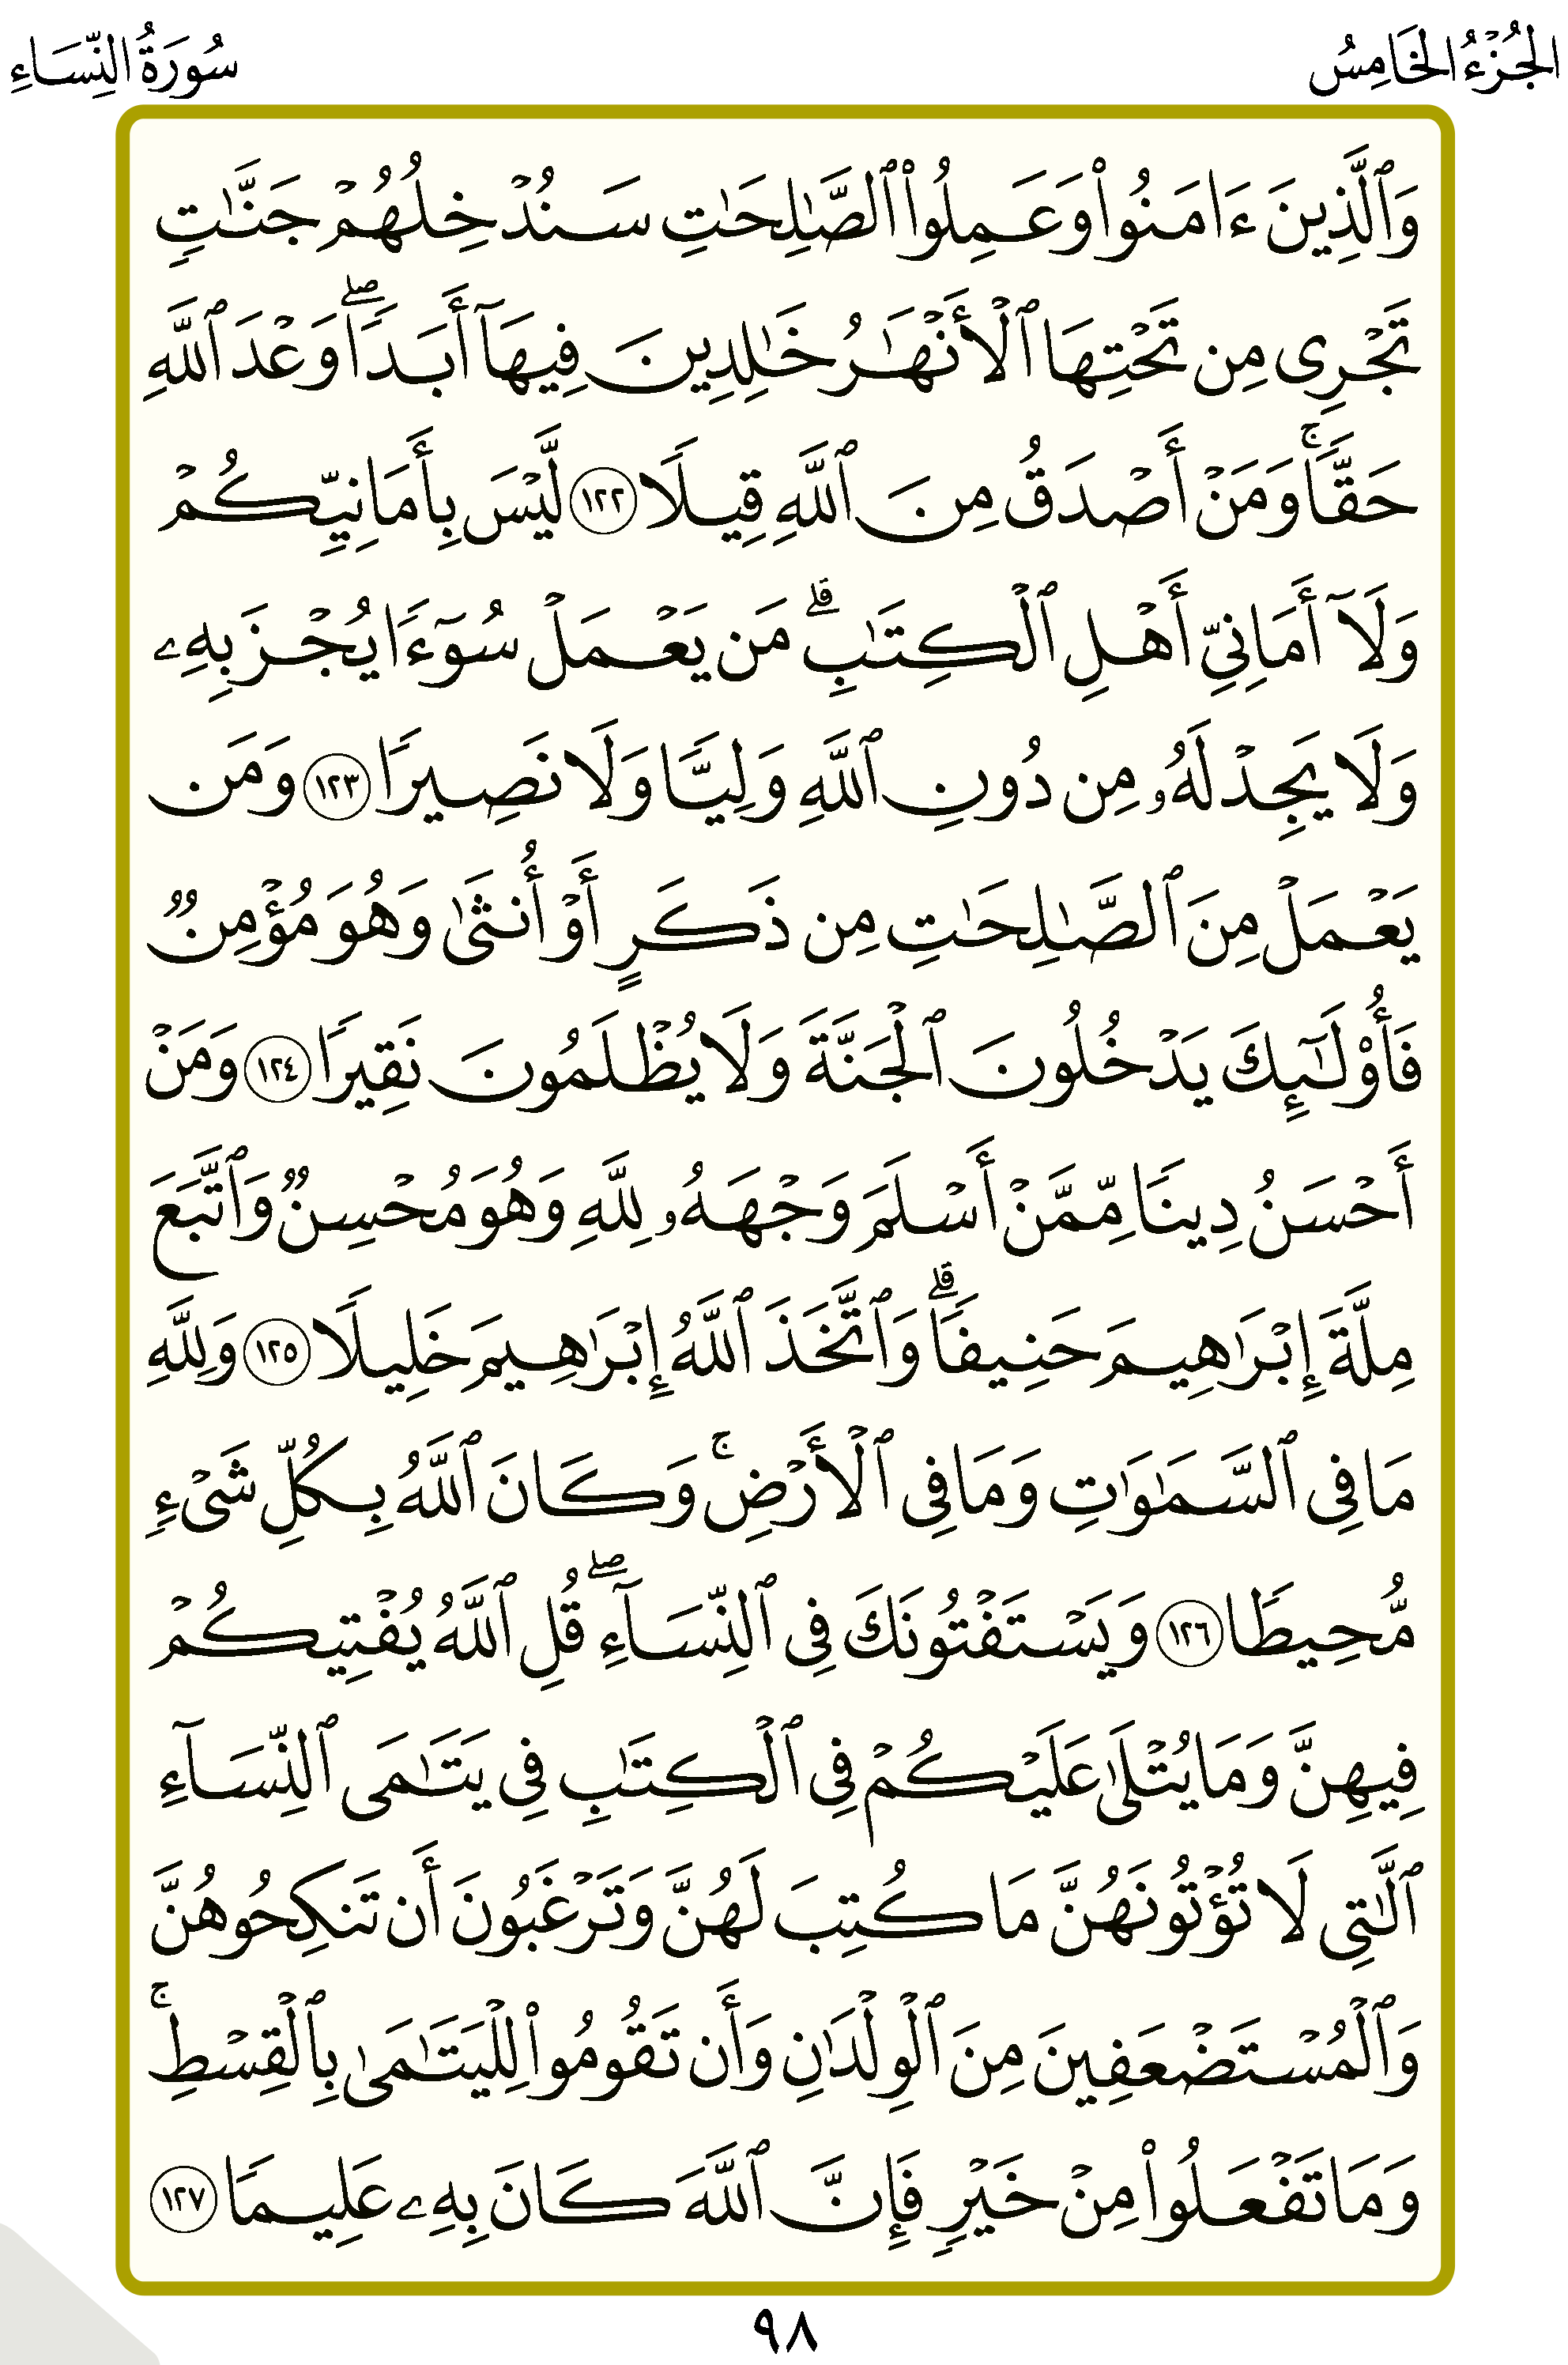 الجُزْءُ الخَامِسُ
سُورَةُ النِّسَاءِ
وَٱلَّذِينَ ءَامَنُوا۟ وَعَمِلُوا۟ ٱلصَّـٰلِحَـٰتِ سَنُدْخِلُهُمْ جَنَّـٰتٍ
تَجْرِى مِن تَحْتِهَا ٱلْأَنْهَـٰرُ خَـٰلِدِينَ فِيهَآ أَبَدًا ۖ وَعْدَ ٱللَّهِ
حَقًّا ۚ وَمَنْ أَصْدَقُ مِنَ ٱللَّهِ قِيلًا ١٢٢ لَّيْسَ بِأَمَانِيِّكُمْ
وَلَآ أَمَانِىِّ أَهْلِ ٱلْكِتَـٰبِ ۗ مَن يَعْمَلْ سُوٓءًا يُجْزَ بِهِۦ
وَلَا يَجِدْ لَهُۥ مِن دُونِ ٱللَّهِ وَلِيًّا وَلَا نَصِيرًا ١٢٣ وَمَن
يَعْمَلْ مِنَ ٱلصَّـٰلِحَـٰتِ مِن ذَكَرٍ أَوْ أُنثَىٰ وَهُوَ مُؤْمِنٌ
فَأُو۟لَـٰٓئِكَ يَدْخُلُونَ ٱلْجَنَّةَ وَلَا يُظْلَمُونَ نَقِيرًا ١٢٤ وَمَنْ
أَحْسَنُ دِينًا مِّمَّنْ أَسْلَمَ وَجْهَهُۥ لِلَّهِ وَهُوَ مُحْسِنٌ وَٱتَّبَعَ
مِلَّةَ إِبْرَٰهِيمَ حَنِيفًا ۗ وَٱتَّخَذَ ٱللَّهُ إِبْرَٰهِيمَ خَلِيلًا ١٢٥ وَلِلَّهِ
مَا فِى ٱلسَّمَـٰوَٰتِ وَمَا فِى ٱلْأَرْضِ ۚ وَكَانَ ٱللَّهُ بِكُلِّ شَىْءٍ
مُّحِيطًا ١٢٦ وَيَسْتَفْتُونَكَ فِى ٱلنِّسَآءِ ۖ قُلِ ٱللَّهُ يُفْتِيكُمْ
فِيهِنَّ وَمَا يُتْلَىٰ عَلَيْكُمْ فِى ٱلْكِتَـٰبِ فِى يَتَـٰمَى ٱلنِّسَآءِ
ٱلَّـٰتِى لَا تُؤْتُونَهُنَّ مَا كُتِبَ لَهُنَّ وَتَرْغَبُونَ أَن تَنكِحُوهُنَّ
وَٱلْمُسْتَضْعَفِينَ مِنَ ٱلْوِلْدَٰنِ وَأَن تَقُومُوا۟ لِلْيَتَـٰمَىٰ بِٱلْقِسْطِ ۚ
وَمَا تَفْعَلُوا۟ مِنْ خَيْرٍ فَإِنَّ ٱللَّهَ كَانَ بِهِۦ عَلِيمًا ١٢٧
٩٨